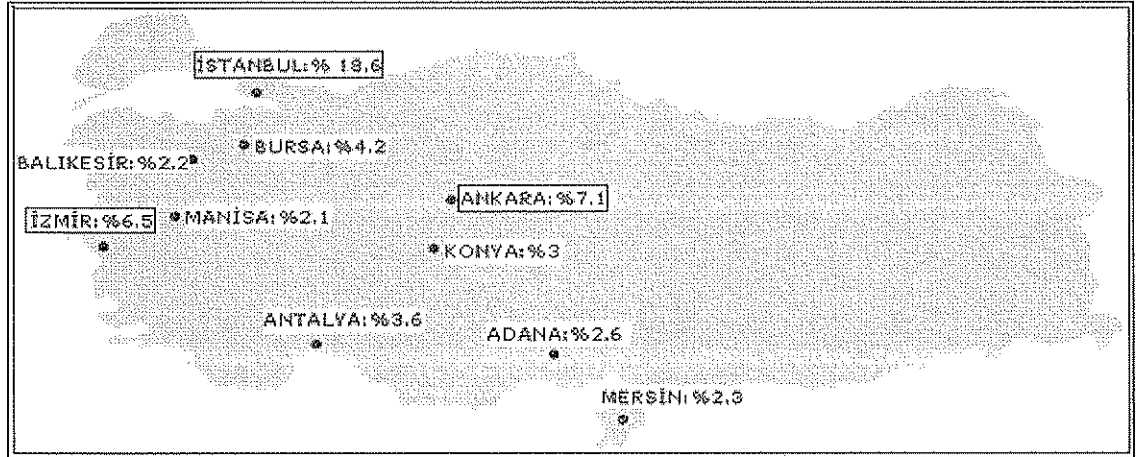 İSTANBUL:% 18,6
BURSA:%4.2
BALIKESİR:%2.2
ANKARA:%7.1
İZMİR:%6.5
MANİSA:%2.1
KONYA:%3
ANTALYA:%3.6
ADANA:%2.6
MERSİN:%2.3